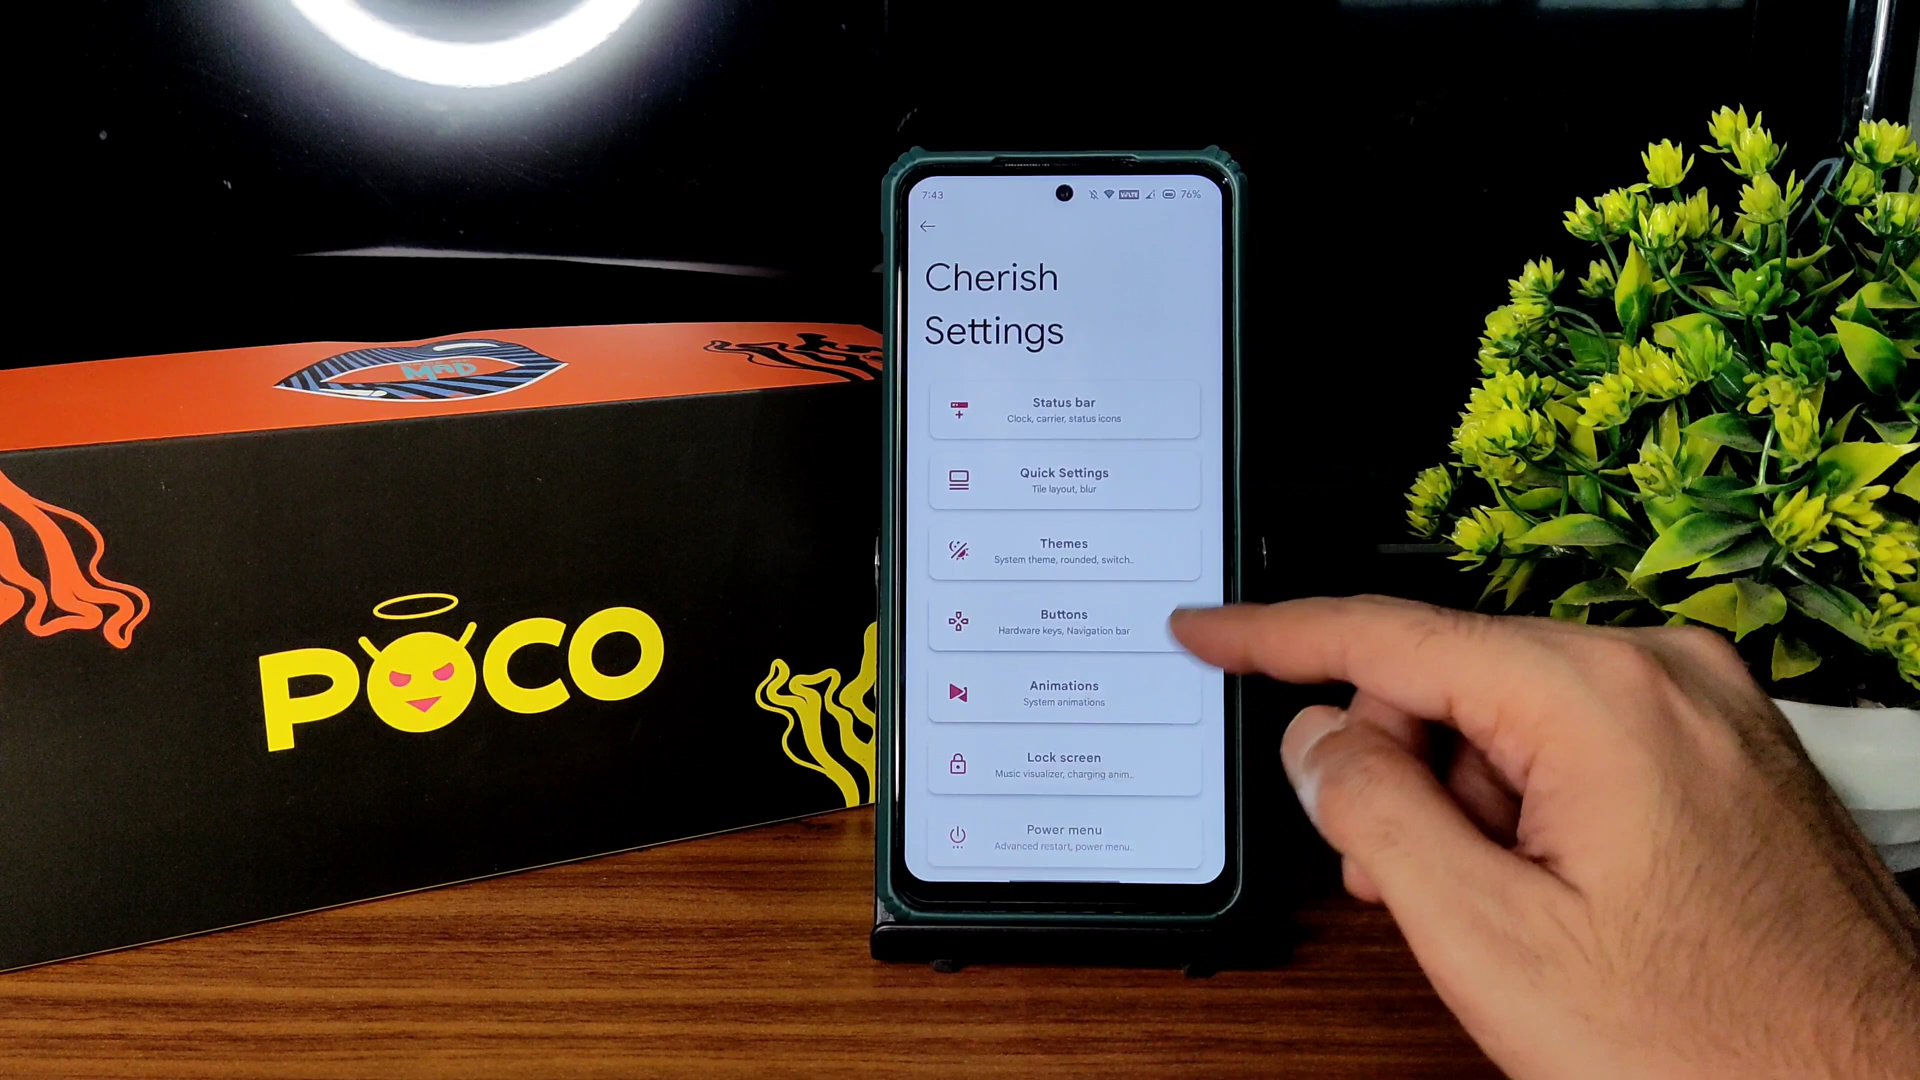 MAD
POCO
7:43
VoLTE
76%
Cherish
Settings
Status bar
Clock, carrier, status icons
Quick Settings
Tile layout, blur
Themes
System theme, rounded, switch..
Buttons
Hardware keys, Navigation bar
Animations
System animations
Lock screen
Music visualizer, charging anim..
Power menu
Advanced restart, power menu.